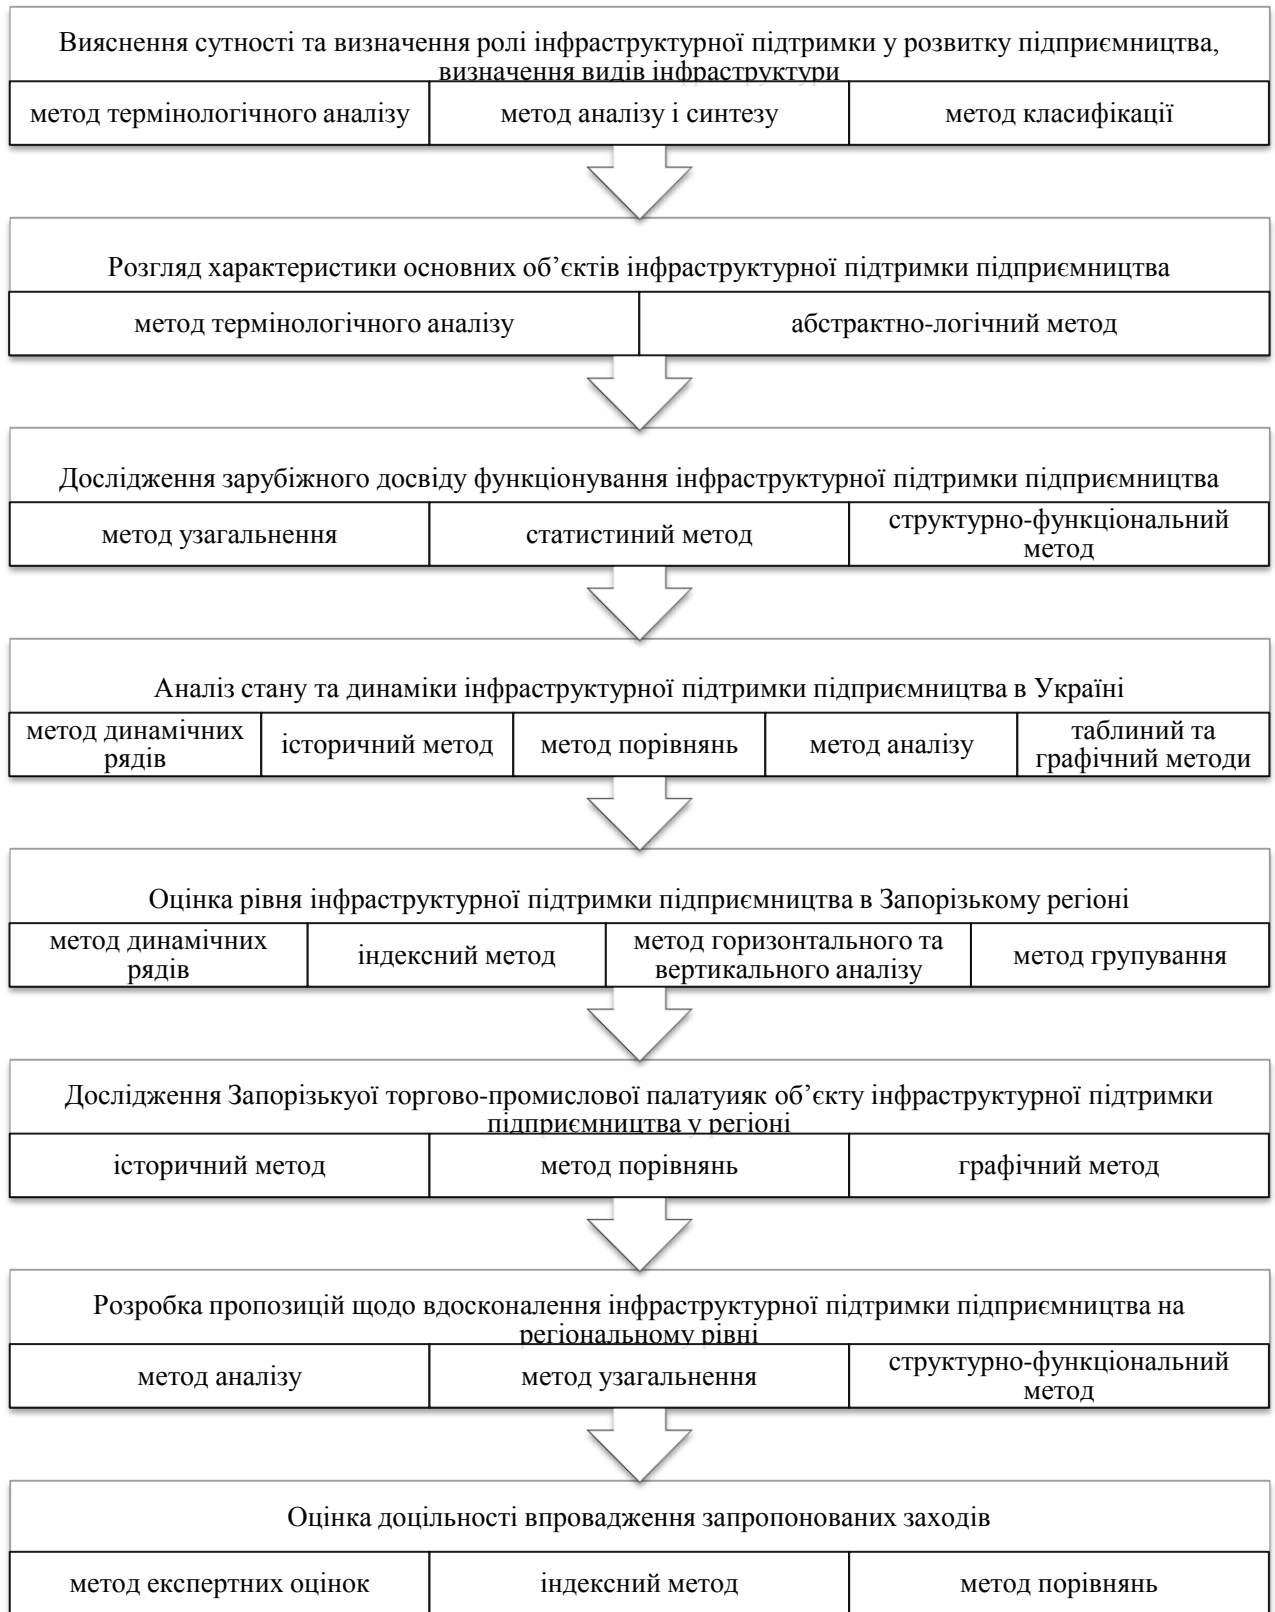 Вияснення сутності та визначення ролі інфраструктурної підтримки у розвитку підприємництва,
визначення видів інфраструктури
метод термінологічного аналізу
метод аналізу і синтезу
метод класифікації
Розгляд характеристики основних об’єктів інфраструктурної підтримки підприємництва
метод термінологічного аналізу
абстрактно-логічний метод
Дослідження зарубіжного досвіду функціонування інфраструктурної підтримки підприємництва
метод узагальнення
статистиний метод
структурно-функціональний
метод
Аналіз стану та динаміки інфраструктурної підтримки підприємництва в Україні
метод динамічних
рядів
історичний метод
метод порівнянь
метод аналізу
таблиний та
графічний методи
Оцінка рівня інфраструктурної підтримки підприємництва в Запорізькому регіоні
метод динамічних
рядів
індексний метод
метод горизонтального та
вертикального аналізу
метод групування
Дослідження Запорізькуої торгово-промислової палатуияк об’єкту інфраструктурної підтримки
підприємництва у регіоні
історичний метод
метод порівнянь
графічний метод
Розробка пропозицій щодо вдосконалення інфраструктурної підтримки підприємництва на
регіональному рівні
метод аналізу
метод узагальнення
структурно-функціональний
метод
Оцінка доцільності впровадження запропонованих заходів
метод експертних оцінок
індексний метод
метод порівнянь